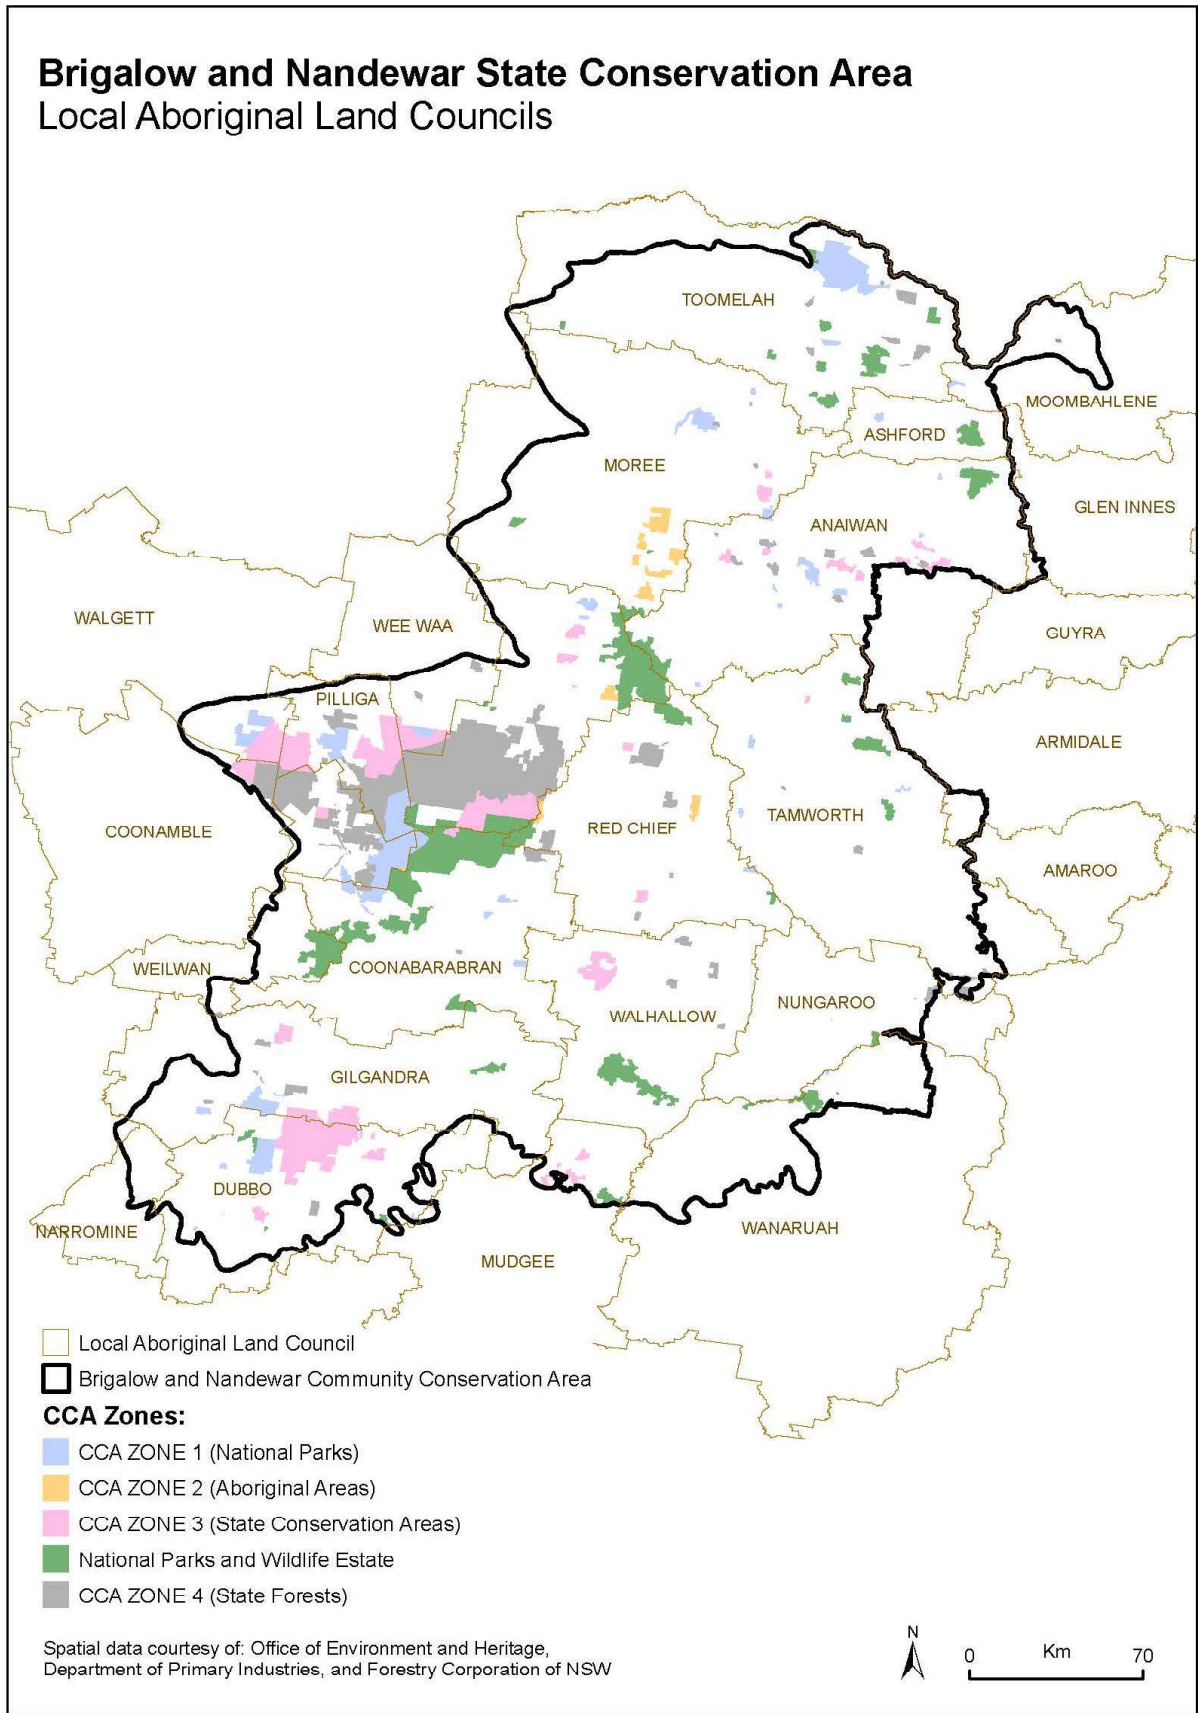 Brigalow and Nandewar State Conservation Area
Local Aboriginal Land Councils
TOOMELAH
MOOMBAHLENE
ASHFORD
MOREE
GLEN INNES
ANAIWAN
WALGETT
WEE WAA
GUYRA
PILLIGA
ARMIDALE
COONAMBLE
RED CHIEF
TAMWORTH
AMAROO
WEILWAN
COONABARABRAN
NUNGAROO
WALHALLOW
GILGANDRA
DUBBO
NARROMINE
WANARUAH
MUDGEE
Local Aboriginal Land Council
Brigalow and Nandewar Community Conservation Area
CCA Zones:
CCA ZONE 1 (National Parks)
CCA ZONE 2 (Aboriginal Areas)
CCA ZONE 3 (State Conservation Areas)
National Parks and Wildlife Estate
CCA ZONE 4 (State Forests)
Spatial data courtesy of: Office of Environment and Heritage,
Department of Primary Industries, and Forestry Corporation of NSW
N
0 Km 70